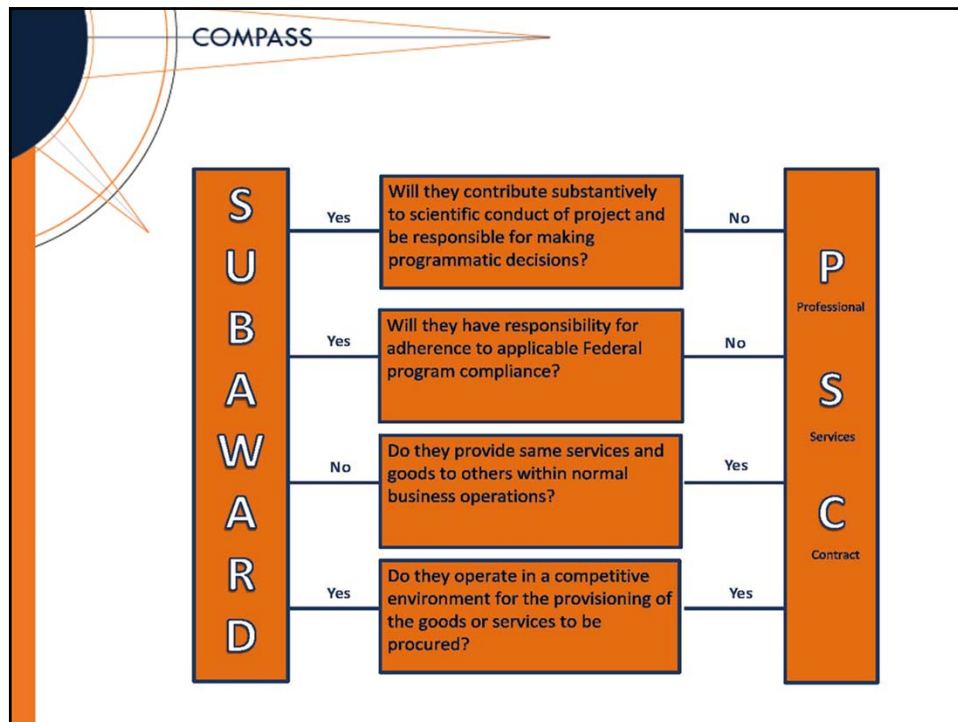 COMPASS
SUBAWARD
Yes
Will they contribute substantively
to scientific conduct of project and
be responsible for making
programmatic decisions?
No
Yes
Will they have responsibility for
adherence to applicable Federal
program compliance?
No
No
Do they provide same services and
goods to others within normal
business operations?
Yes
Yes
Do they operate in a competitive
environment for the provisioning of
the goods or services to be
procured?
Yes
P
Professional
S
Services
C
Contract